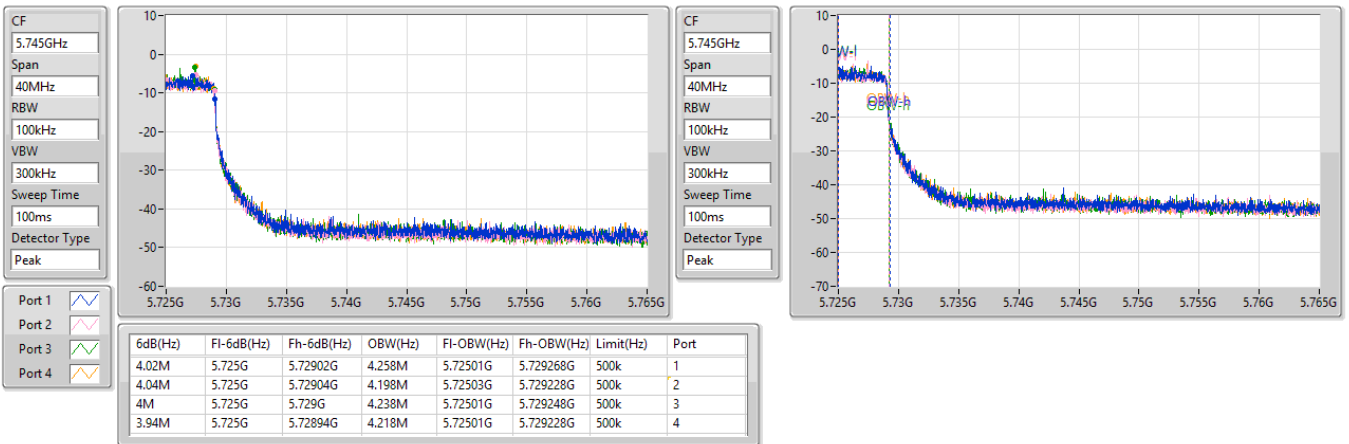 CF
5.745GHz
Span
40MHz
RBW
100kHz
VBW
300kHz
Sweep Time
100ms
Detector Type
Peak
10
0
-10
-20
-30
-40
-50
-60
5.725G 5.73G 5.735G 5.74G 5.745G 5.75G 5.755G 5.76G 5.765G
CF
5.745GHz
Span
40MHz
RBW
100kHz
VBW
300kHz
Sweep Time
100ms
Detector Type
Peak
10
0
-10
-20
-30
-40
-50
-60
-70
W-l
OBW-h
OBW-h
5.725G 5.73G 5.735G 5.74G 5.745G 5.75G 5.755G 5.76G 5.765G
Port 1
Port 2
Port 3
Port 4
6dB(Hz) Fl-6dB(Hz) Fh-6dB(Hz) OBW(Hz) Fl-OBW(Hz) Fh-OBW(Hz) Limit(Hz) Port
4.02M 5.725G 5.72902G 4.258M 5.72501G 5.729268G 500k 1
4.04M 5.725G 5.72904G 4.198M 5.72503G 5.729228G 500k 2
4M 5.725G 5.729G 4.238M 5.72501G 5.729248G 500k 3
3.94M 5.725G 5.72894G 4.218M 5.72501G 5.729228G 500k 4